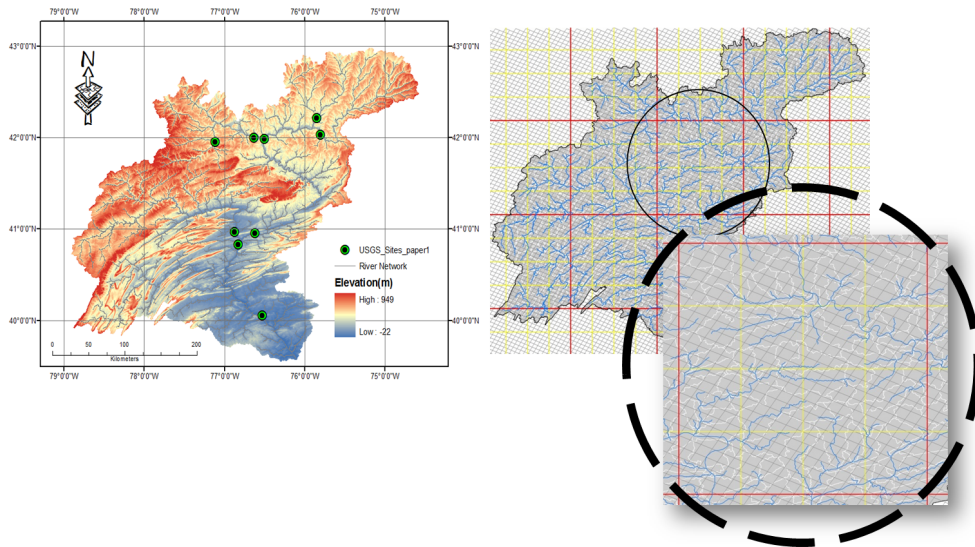 79°0'0"W 78°0'0"W 77°0'0"W 76°0'0"W 75°0'0"W
43°0'0"N 43°0'0"N
N
42°0'0"N 42°0'0"N
41°0'0"N 41°0'0"N
USGS_Sites_paper1
River Network
Elevation(m)
High : 949
Low : -22
40°0'0"N 40°0'0"N
0 50 100 200
Kilometers
79°0'0"W 78°0'0"W 77°0'0"W 76°0'0"W 75°0'0"W